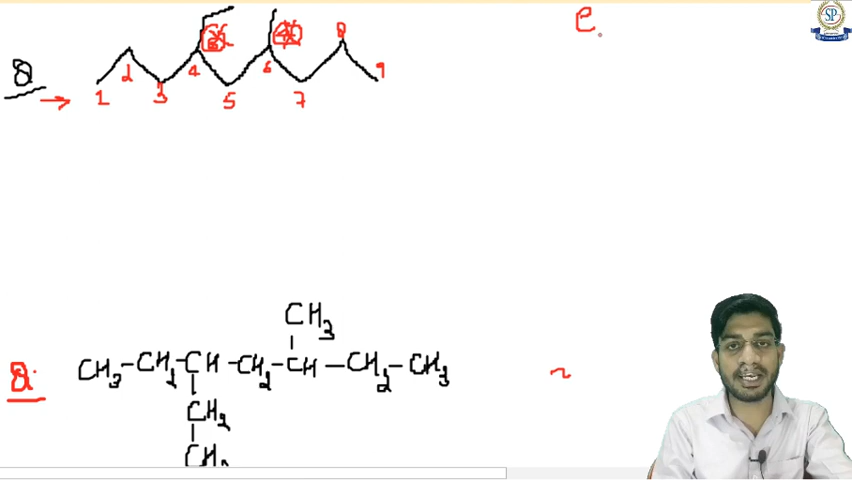 e
Q
1 2 3 4 5 6 7 8 9
CH3
Q. CH3-CH2-CH-CH2-CH-CH2-CH3
CH2
CH3
SP